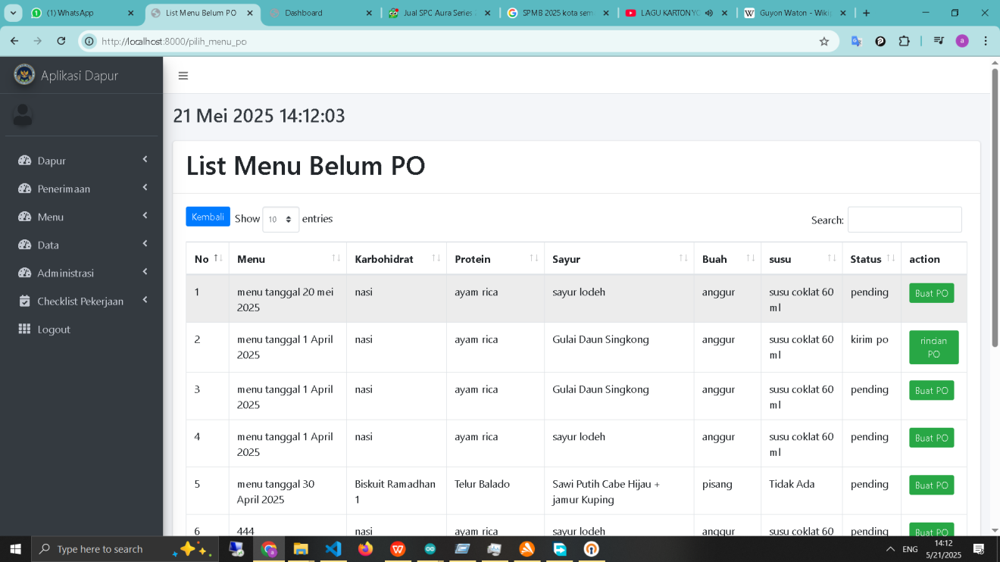 (1) WhatsApp
List Menu Belum PO
Dashboard
Jual SPC Aura Series
SPMB 2025 kota sem
LAGU KARTONYO
Guyon Waton - Wiki
http://localhost:8000/pilih_menu_po
a
Aplikasi Dapur
Dapur
Penerimaan
Menu
Data
Administrasi
Checklist Pekerjaan
Logout
21 Mei 2025 14:12:03
List Menu Belum PO
Kembali Show 10 entries
Search:
No Menu Karbohidrat Protein Sayur Buah susu Status action
1 menu tanggal 20 mei nasi ayam rica sayur lodeh anggur susu coklat 60 pending Buat PO
2025 ml
2 menu tanggal 1 April nasi ayam rica Gulai Daun Singkong anggur susu coklat 60 kirim po rincian
2025 ml PO
3 menu tanggal 1 April nasi ayam rica Gulai Daun Singkong anggur susu coklat 60 pending Buat PO
2025 ml
4 menu tanggal 1 April nasi ayam rica sayur lodeh anggur susu coklat 60 pending Buat PO
2025 ml
5 menu tanggal 30 Biskuit Ramadhan Telur Balado Sawi Putih Cabe Hijau + pisang Tidak Ada pending Buat PO
April 2025 1 jamur Kuping
6 444 nasi ayam rica sayur lodeh anggur susu coklat 60 pending Buat PO
Type here to search
ENG
14:12
5/21/2025